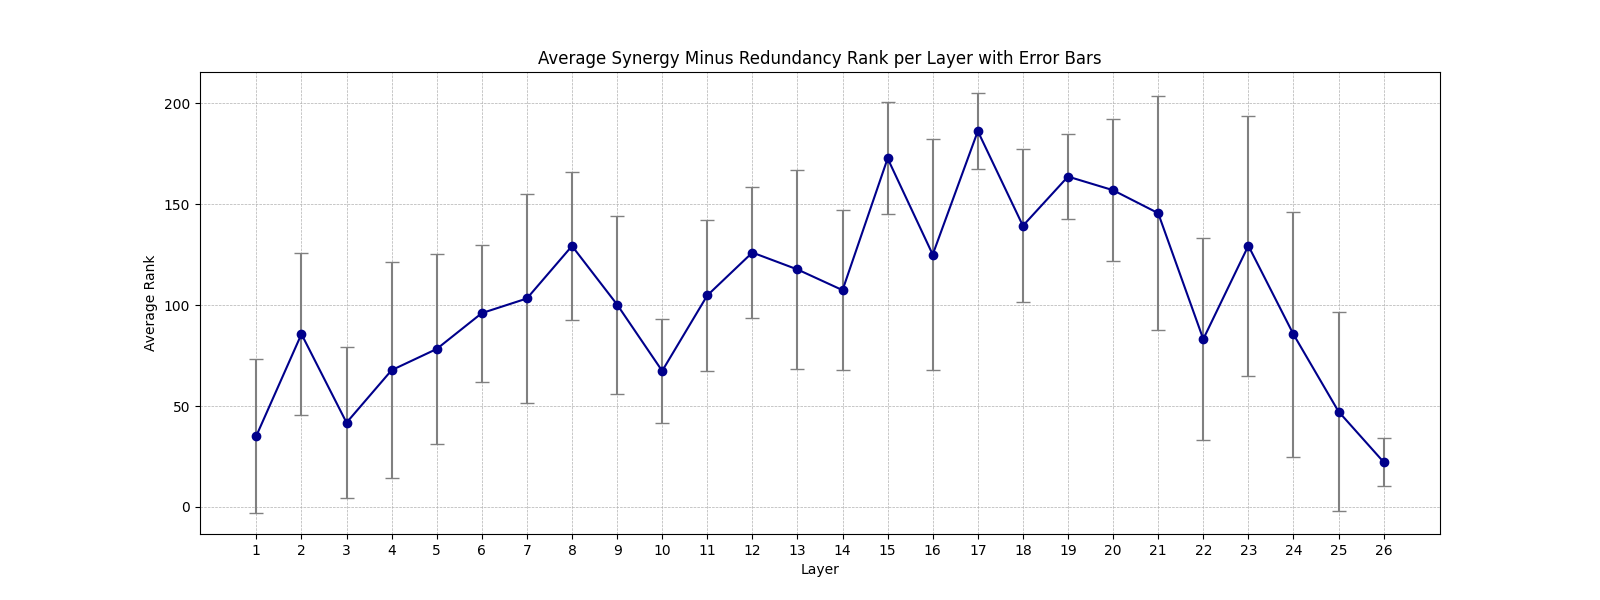 Average Synergy Minus Redundancy Rank per Layer with Error Bars
200
150
100
50
0
Average Rank
1 2 3 4 5 6 7 8 9 10 11 12 13 14 15 16 17 18 19 20 21 22 23 24 25 26
Layer